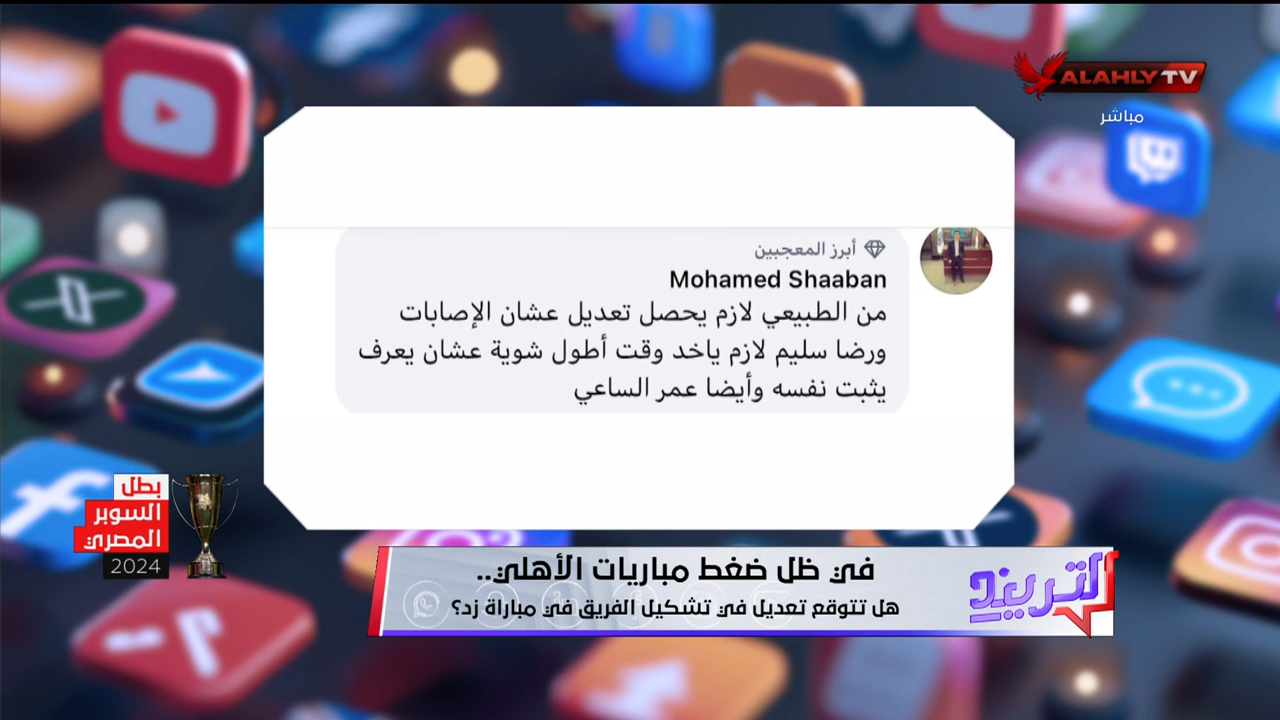 ALAHLY TV
مباشر
أبرز المعجبين
Mohamed Shaaban
من الطبيعي لازم يحصل تعديل عشان الإصابات
ورضا سليم لازم ياخد وقت أطول شوية عشان يعرف
يثبت نفسه وأيضا عمر الساعي
بطل
السوبر
المصري
2024
التريند
في ظل ضغط مباريات الأهلي..
هل تتوقع تعديل في تشكيل الفريق في مباراة زد؟